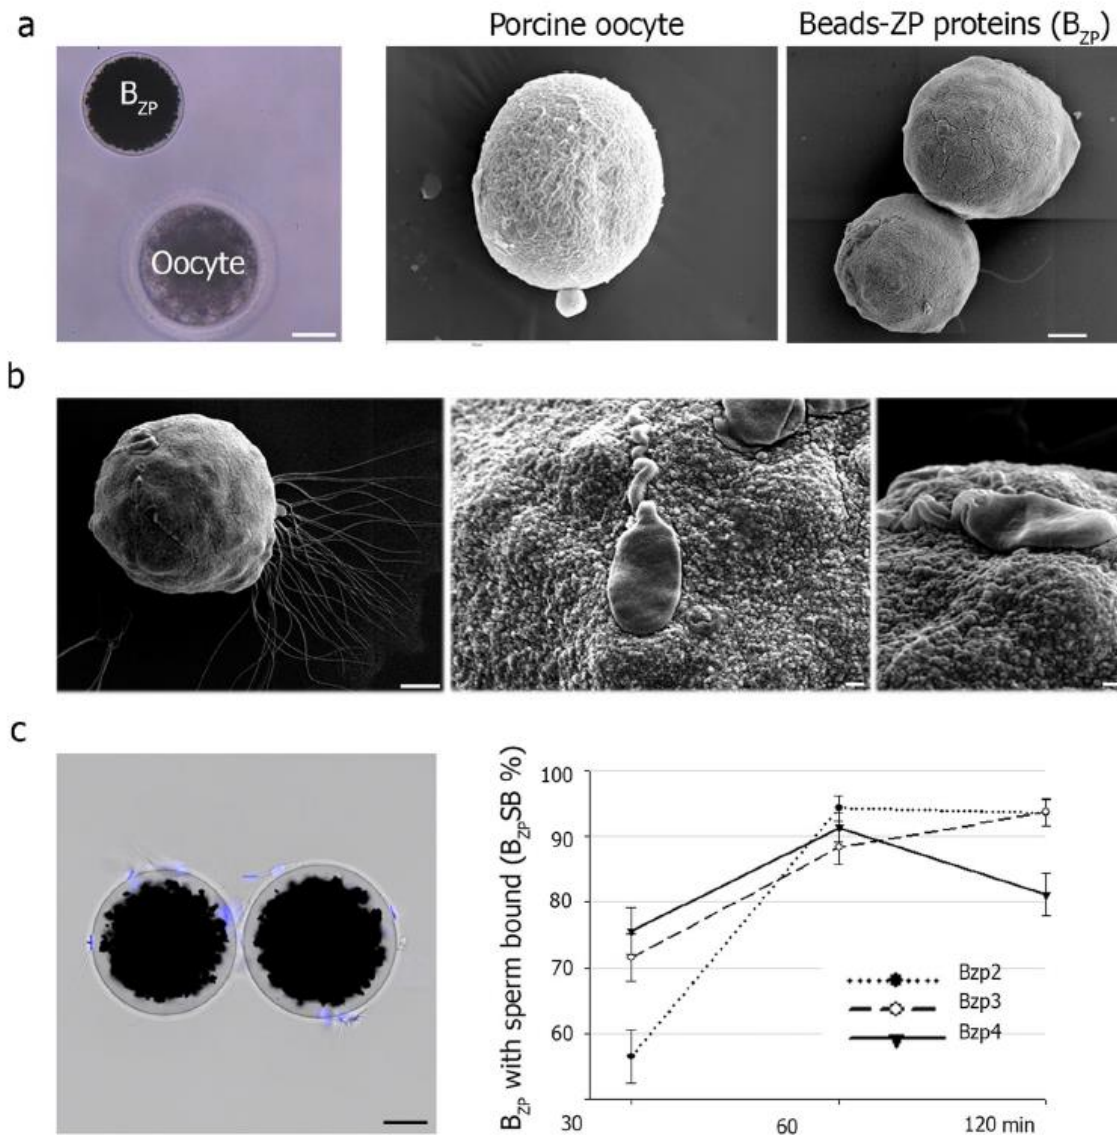 a
Porcine oocyte
Beads-ZP proteins (BZP)
BZP
Oocyte
b
c
BZP with sperm bound (BZPSB %)
100
90
80
70
60
30
60
120 min
Bzp2
Bzp3
Bzp4